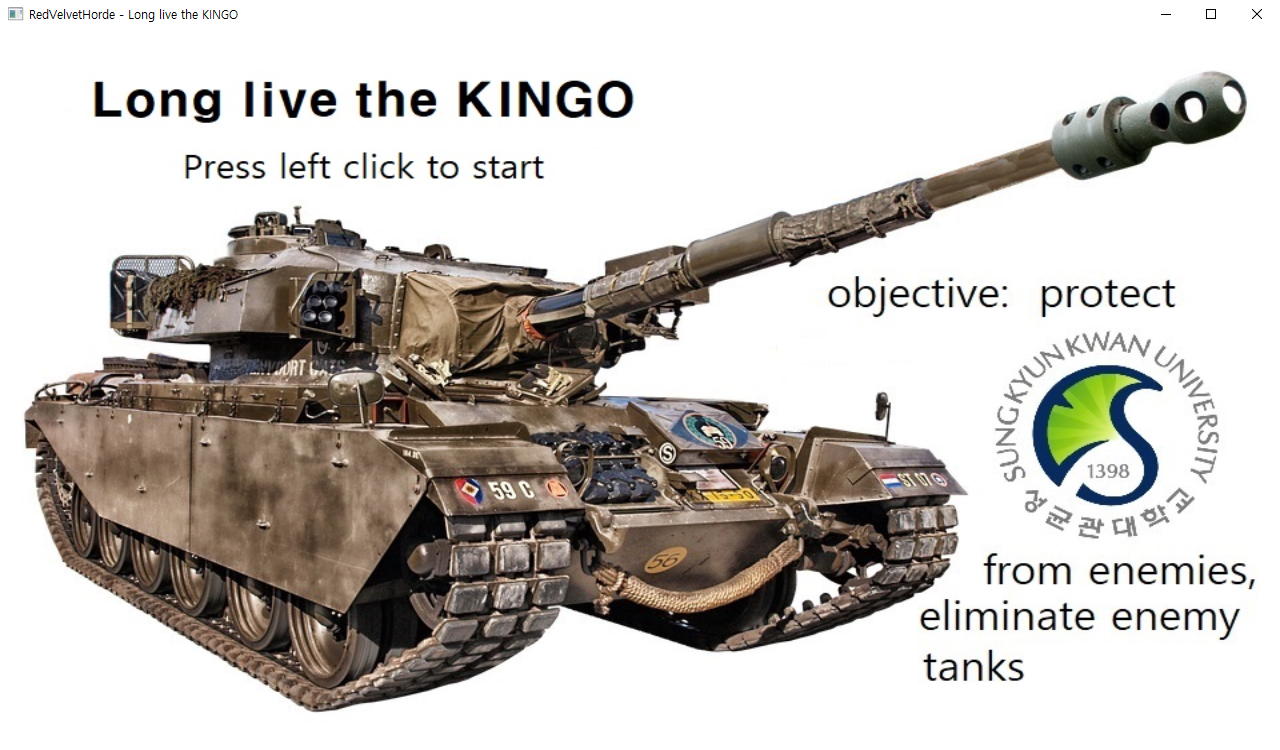 RedVelvetHorde - Long live the KINGO
Long live the KINGO
Press left click to start
objective: protect
SUNGKYUNKWAN UNIVERSITY
1398
성균관대학교
from enemies,
eliminate enemy
tanks
59 C
56